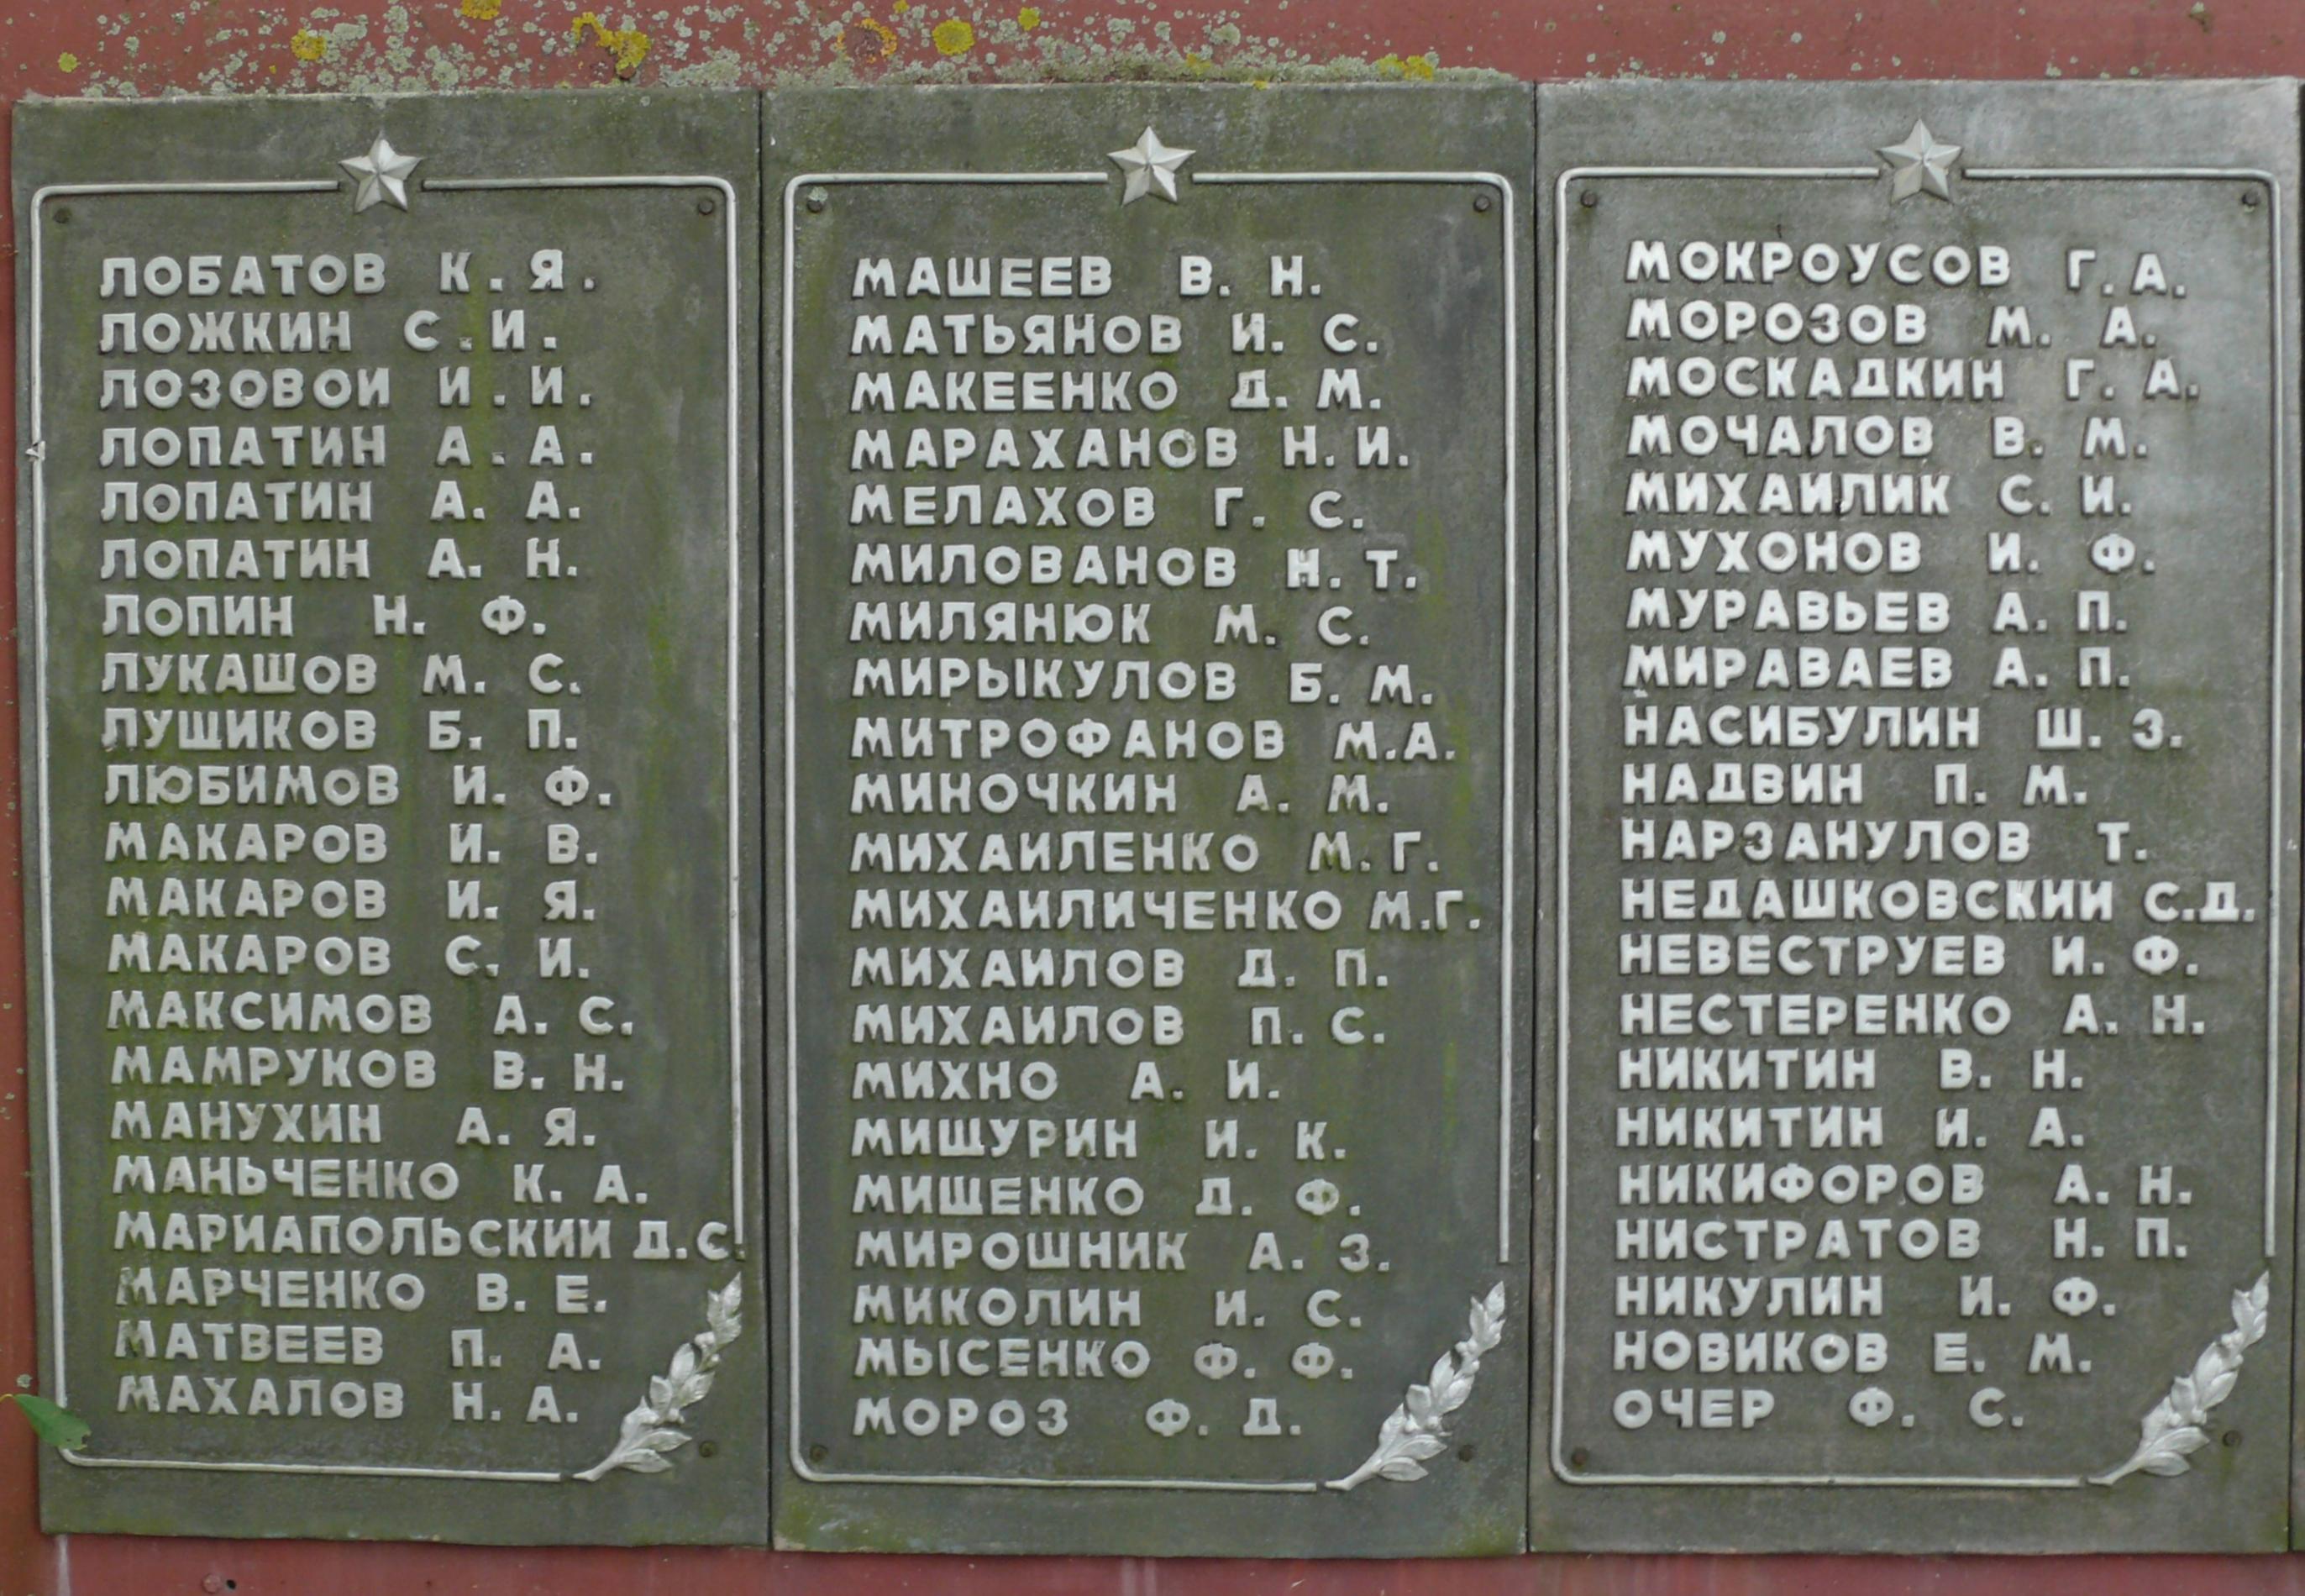 ЛОБАТОВ К.Я.
ЛОЖКИН С.И.
ЛОЗОВОИ И.И.
ЛОПАТИН А.А.
ЛОПАТИН А. А.
ЛОПАТИН А. Н.
ЛОПИН Н. Ф.
ЛУКАШОВ М. С.
ЛУШИКОВ Б. П.
ЛЮБИМОВ И. Ф.
МАКАРОВ И. В.
МАКАРОВ И. Я.
МАКАРОВ С. И.
МАКСИМОВ А. С.
МАМРУКОВ В. Н.
МАНУХИН А. Я.
МАНЬЧЕНКО К. А.
МАРИАПОЛЬСКИИ Д.С.
МАРЧЕНКО В. Е.
МАТВЕЕВ П. А.
МАХАЛОВ Н. А.
МАШЕЕВ В. Н.
МАТЬЯНОВ И. С.
МАКЕЕНКО Д. М.
МАРАХАНОВ Н. И.
МЕЛАХОВ Г. С.
МИЛОВАНОВ Н. Т.
МИЛЯНЮК М. С.
МИРЫКУЛОВ Б. М.
МИТРОФАНОВ М.А.
МИНОЧКИН А. М.
МИХАИЛЕНКО М. Г.
МИХАИЛИЧЕНКО М.Г.
МИХАИЛОВ Д. П.
МИХАИЛОВ П. С.
МИХНО А. И.
МИЩУРИН И. К.
МИЩЕНКО Д. Ф.
МИРОШНИК А. З.
МИКОЛИН И. С.
МЫСЕНКО Ф. Ф.
МОРОЗ Ф. Д.
МОКРОУСОВ Г. А.
МОРОЗОВ М. А.
МОСКАДКИН Г. А.
МОЧАЛОВ В. М.
МИХАИЛИК С. И.
МУХОНОВ И. Ф.
МУРАВЬЕВ А. П.
МИРАВАЕВ А. П.
НАСИБУЛИН Ш. З.
НАДВИН П. М.
НАРЗАНУЛОВ Т.
НЕДАШКОВСКИИ С.Д.
НЕВЕСТРУЕВ И. Ф.
НЕСТЕРЕНКО А. Н.
НИКИТИН В. Н.
НИКИТИН И. А.
НИКИФОРОВ А. Н.
НИСТРАТОВ Н. П.
НИКУЛИН И. Ф.
НОВИКОВ Е. М.
ОЧЕР Ф. С.